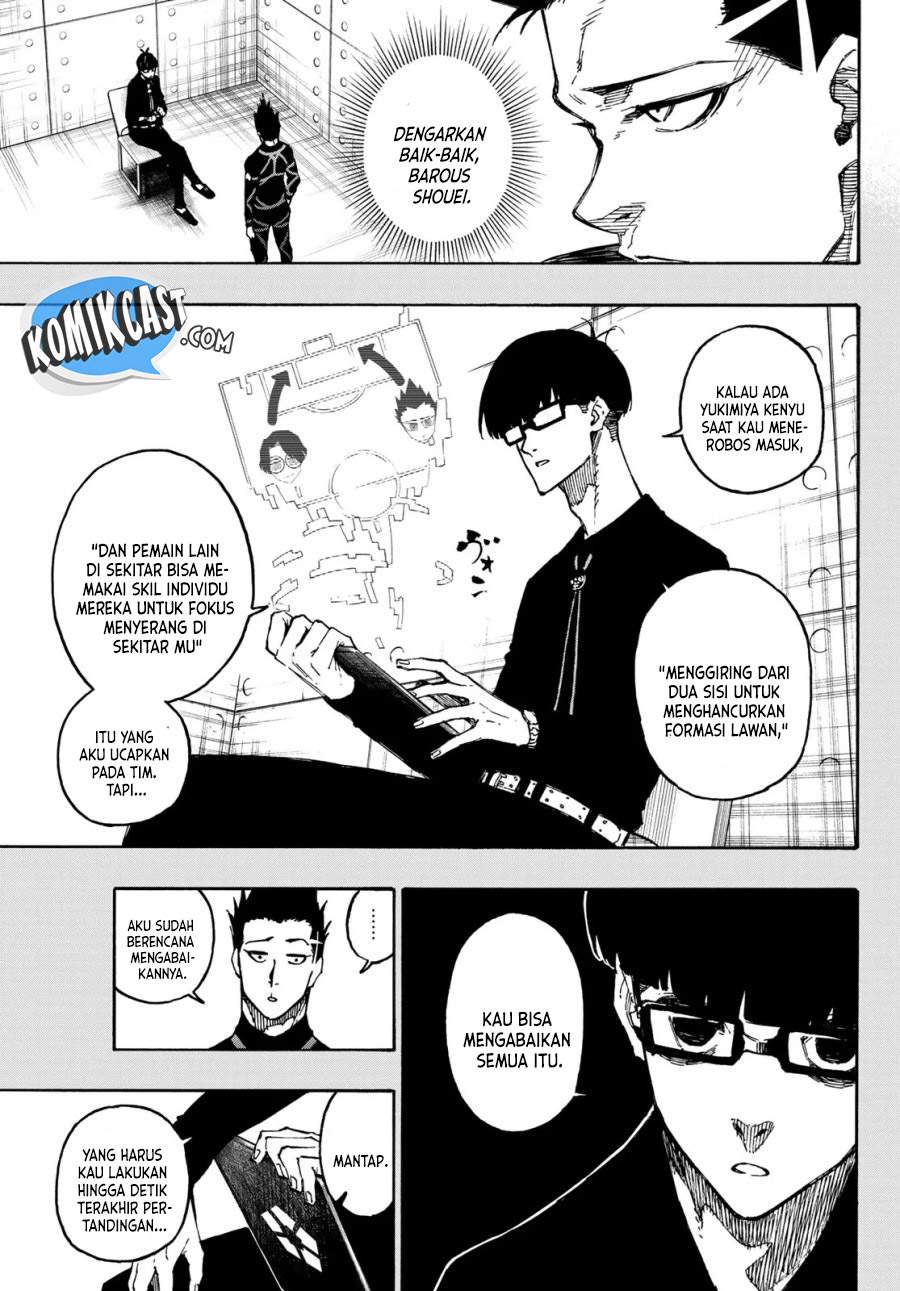 DENGARKAN
BAIK-BAIK,
BAROUS
SHOUEI.
KOMIKCAST
.COM
KALAU ADA
YUKIMIYA KENYU
SAAT KAU MENE-
ROBOS MASUK,
"MENGGIRING DARI
DUA SISI UNTUK
MENGHANCURKAN
FORMASI LAWAN,"
"DAN PEMAIN LAIN
DI SEKITAR BISA ME-
MAKAI SKIL INDIVIDU
MEREKA UNTUK FOKUS
MENYERANG DI
SEKITAR MU"
ITU YANG
AKU UCAPKAN
PADA TIM.
TAPI...
KAU BISA
MENGABAIKAN
SEMUA ITU.
......
AKU SUDAH
BERENCANA
MENGABAI-
KANNYA.
MANTAP.
YANG HARUS
KAU LAKUKAN
HINGGA DETIK
TERAKHIR PER-
TANDINGAN...